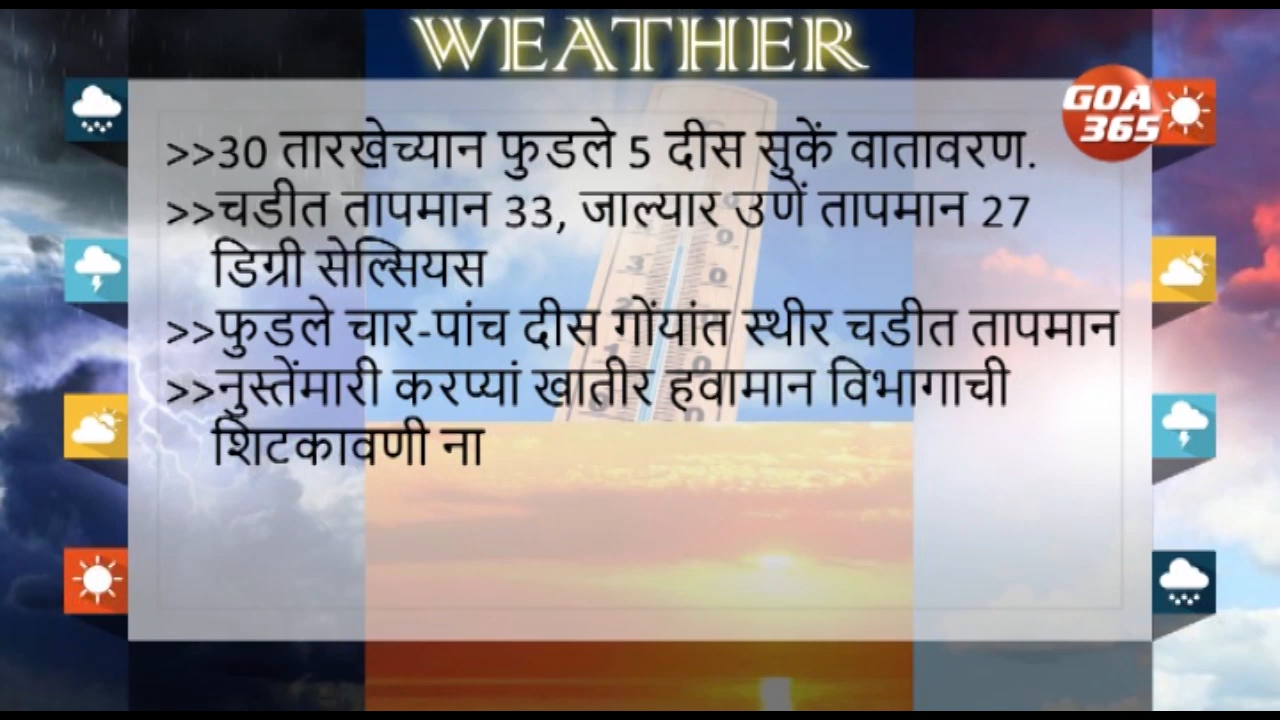 WEATHER
GOA
365
>>30 तारखेच्यान फुडले 5 दीस सुकें वातावरण.
>>चडीत तापमान 33, जाल्यार उणें तापमान 27
डिग्री सेल्सियस
>>फुडले चार-पांच दीस गोंयांत स्थीर चडीत तापमान
>>नुस्तेंमारी करप्यां खातीर हवामान विभागाची
शिटकावणी ना